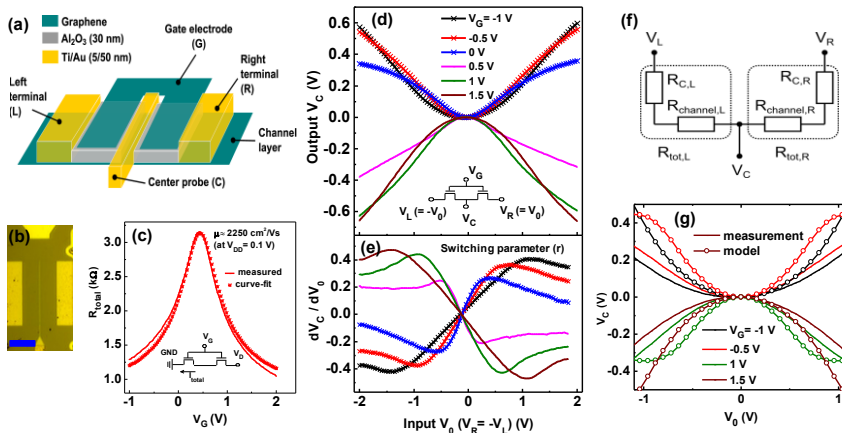 (a)
Graphene
Al2O3 (30 nm)
Ti/Au (5/50 nm)
Gate electrode
(G)
Right
terminal
(R)
Left
terminal
(L)
Channel
layer
Center probe (C)
(b)
(c)
μ≈ 2250 cm²/Vs
(at VDD= 0.1 V)
measured
curve-fit
Rtotal (kΩ)
3.0
2.5
2.0
1.5
-1 0 1 2
VG (V)
GND
VG
VD
rtotal
(d)
VG= -1 V
-0.5 V
0 V
0.5 V
1 V
1.5 V
Output VC (V)
0.6
0.4
0.2
0.0
-0.2
-0.4
-0.6
VG
VL (= -V0)
VC
VR (= V0)
(e)
Switching parameter (r)
dVC / dV0
0.4
0.2
0.0
-0.2
-0.4
-2 -1 0 1 2
Input V0 (VR= -VL) (V)
(f)
VL
VR
RC,L
RC,R
Rchannel,L
Rchannel,R
Rtot,L
Rtot,R
VC
(g)
measurement
model
VC (V)
0.4
0.2
0.0
-0.2
-0.4
VG= -1 V
-0.5 V
1 V
1.5 V
-1 0 1
V0 (V)